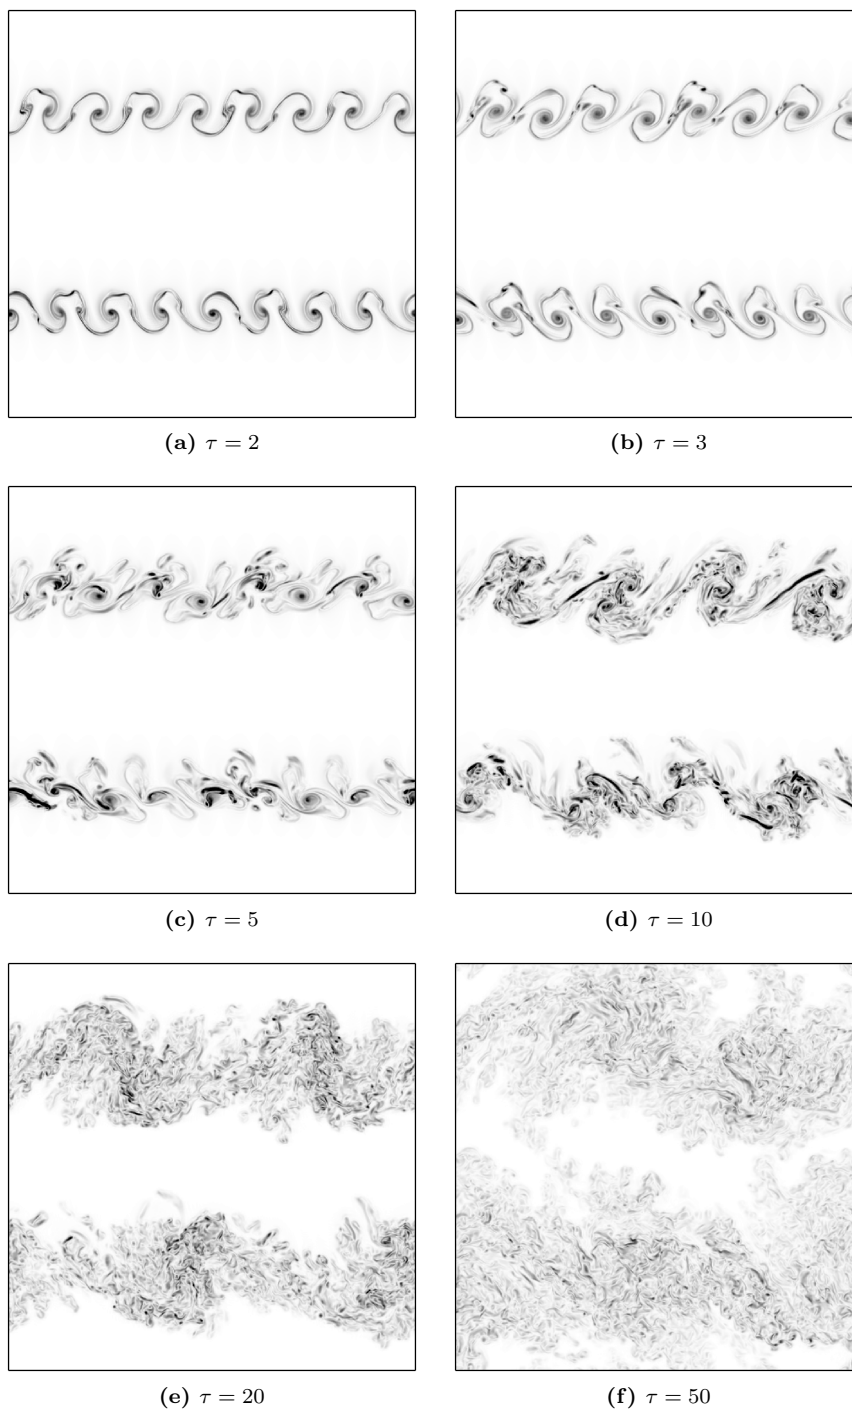 (a) τ = 2
(b) τ = 3
(c) τ = 5
(d) τ = 10
(e) τ = 20
(f) τ = 50